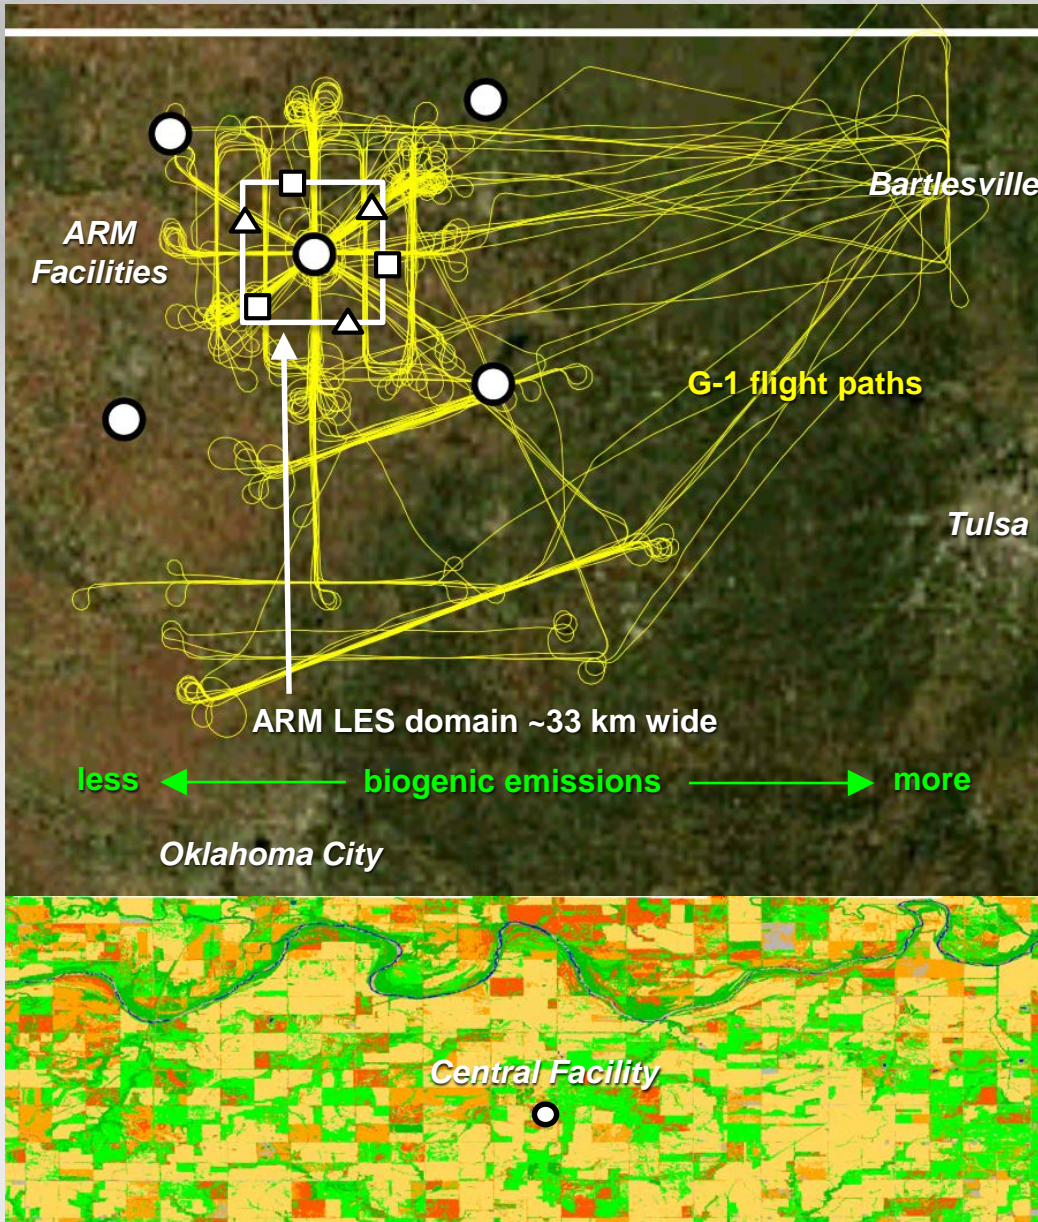 Bartlesville
ARM
Facilities
G-1 flight paths
Tulsa
ARM LES domain ~33 km wide
less
biogenic emissions
more
Oklahoma City
Central Facility